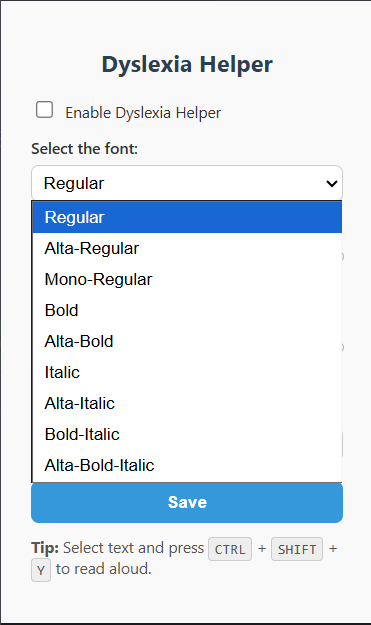 Dyslexia Helper
Enable Dyslexia Helper
Select the font:
Regular
Regular
Alta-Regular
Mono-Regular
Bold
Alta-Bold
Italic
Alta-Italic
Bold-Italic
Alta-Bold-Italic
Save
Tip: Select text and press CTRL + SHIFT +
Y to read aloud.